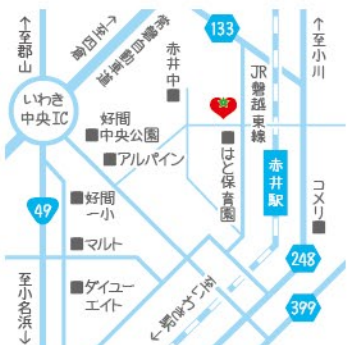 ↑至郡山
↑至四倉
常磐自動車道
133
↑至小川
赤井中
JR磐越東線
いわき
中央IC
好間
中央公園
アルパイン
はと保育園
赤井駅
コメリ
49
好間
一小
マルト
248
至小名浜↓
ダイユー
エイト
至いわき駅↓
399